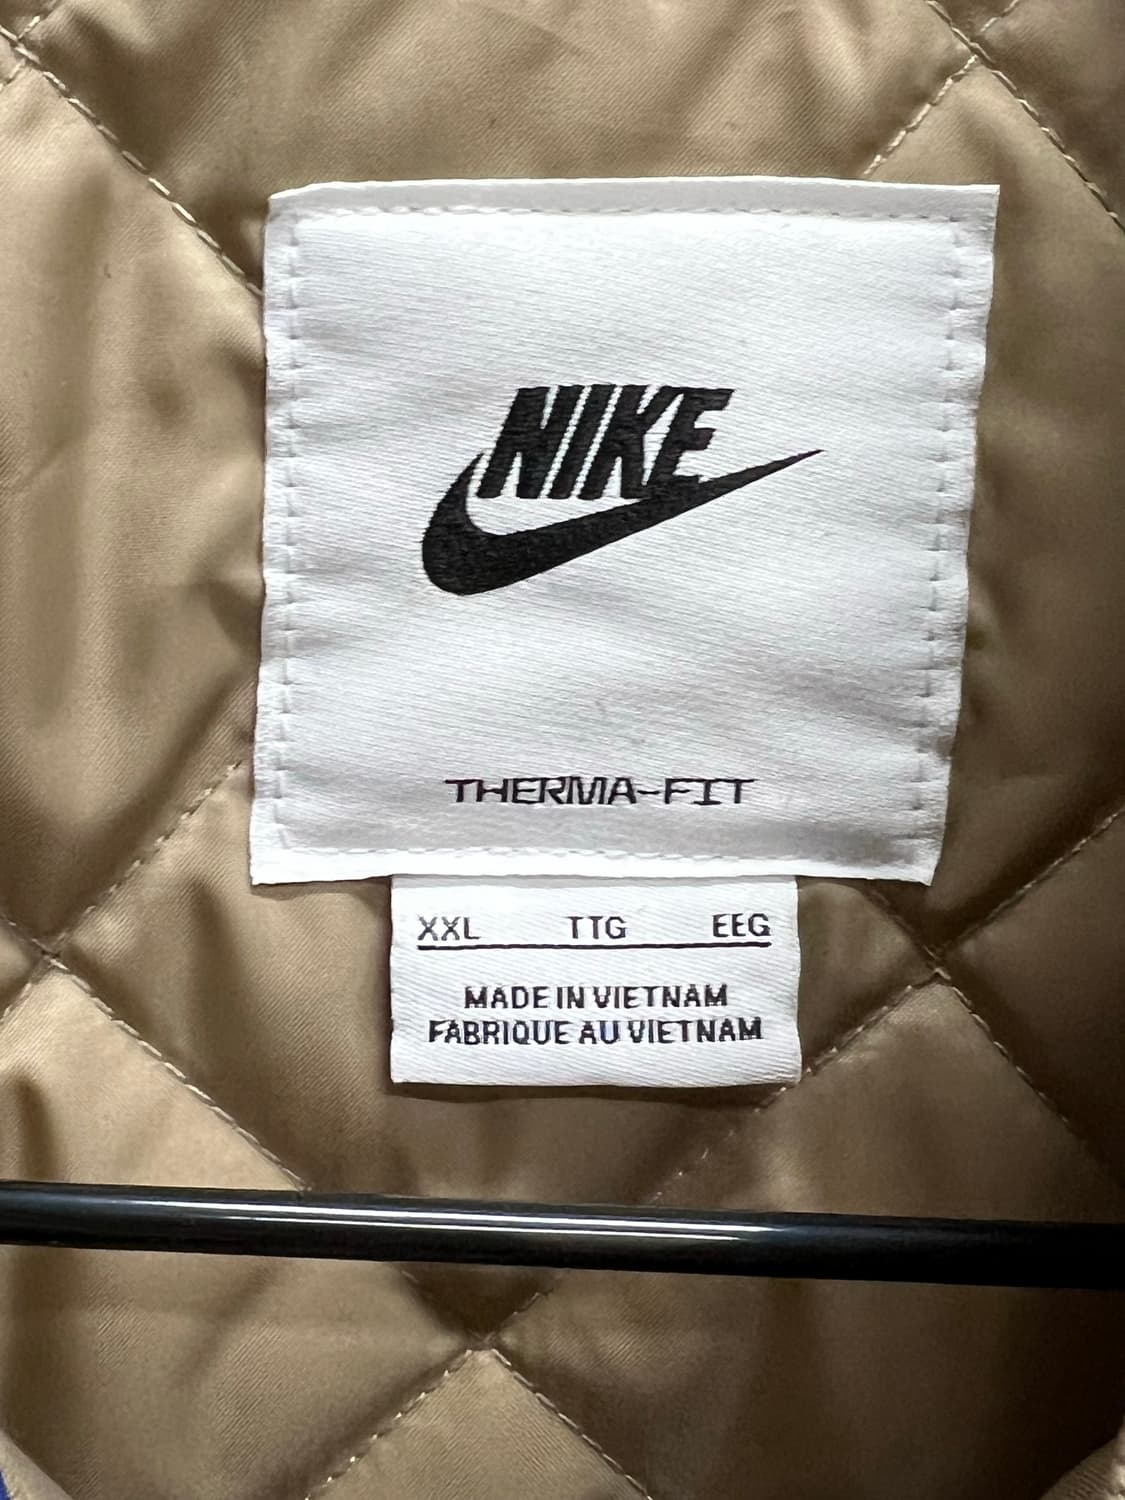 NIKE
THERMA-FIT
XXL TTG EEG
MADE IN VIETNAM
FABRIQUE AU VIETNAM